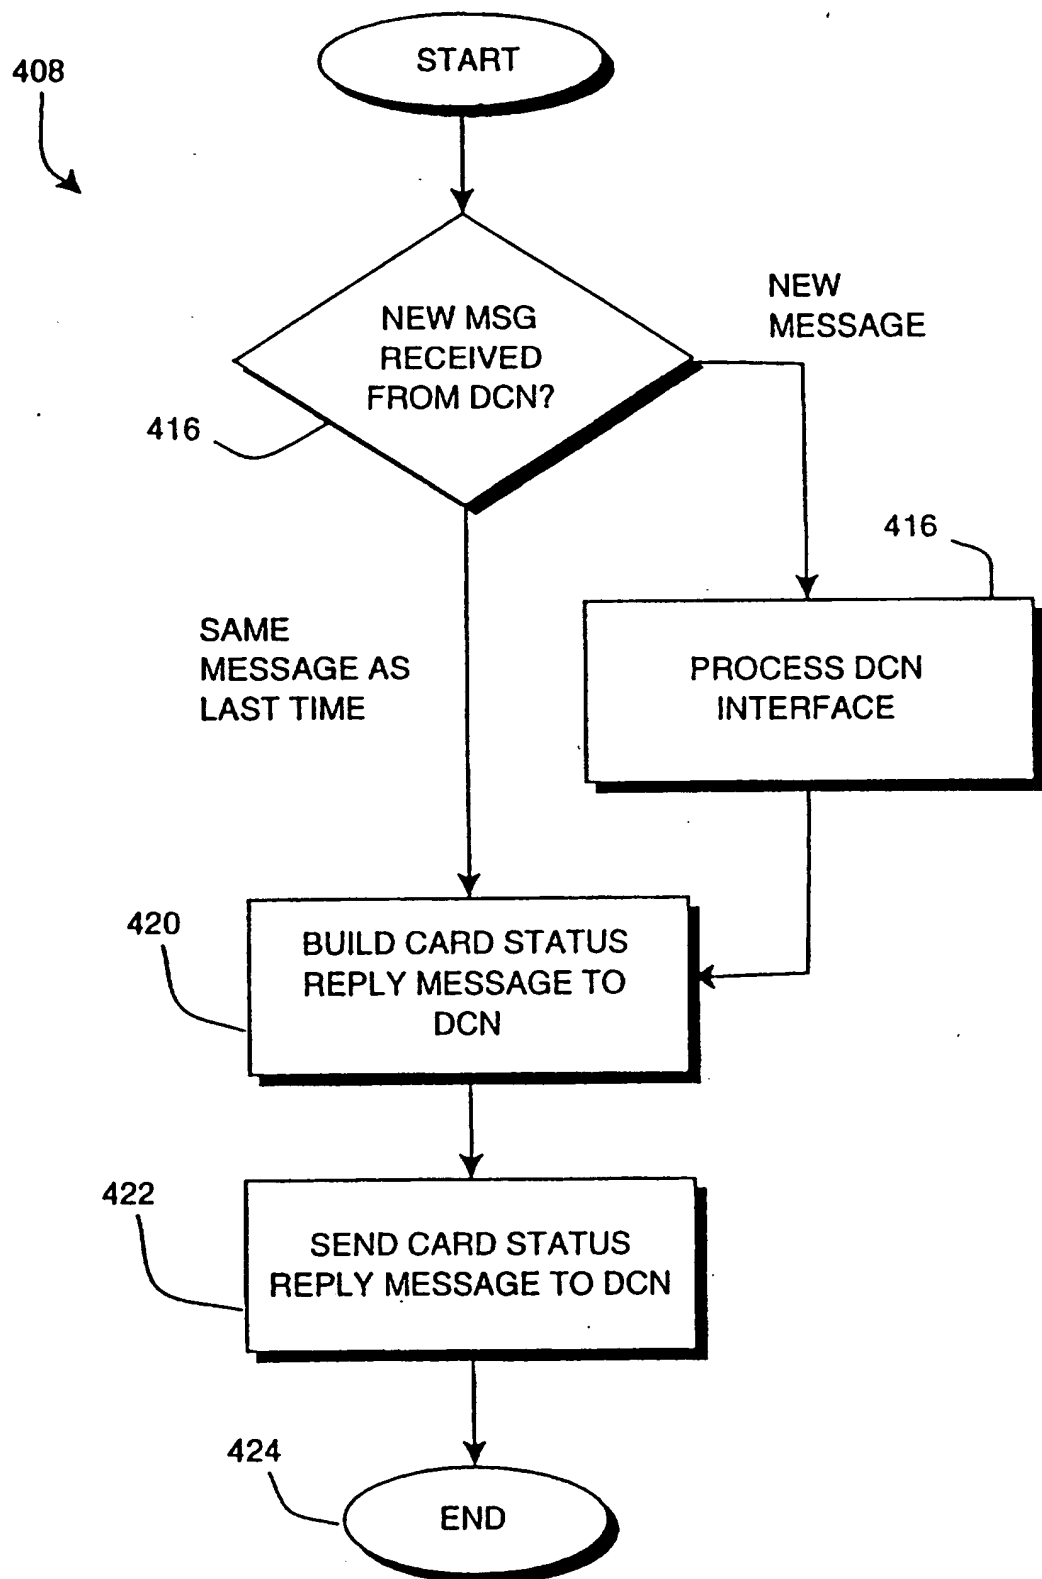 START
408
NEW MSG
RECEIVED
FROM DCN?
416
NEW
MESSAGE
416
PROCESS DCN
INTERFACE
SAME
MESSAGE AS
LAST TIME
420
BUILD CARD STATUS
REPLY MESSAGE TO
DCN
422
SEND CARD STATUS
REPLY MESSAGE TO DCN
424
END